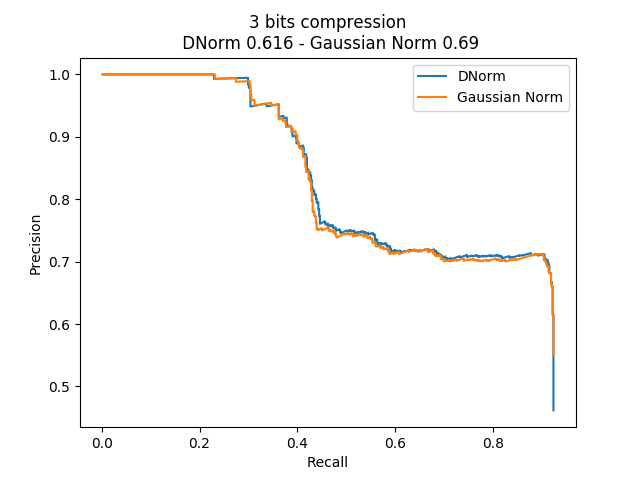 3 bits compression
DNorm 0.616 - Gaussian Norm 0.69
DNorm
Gaussian Norm
1.0
0.9
0.8
0.7
0.6
0.5
Precision
0.0 0.2 0.4 0.6 0.8
Recall